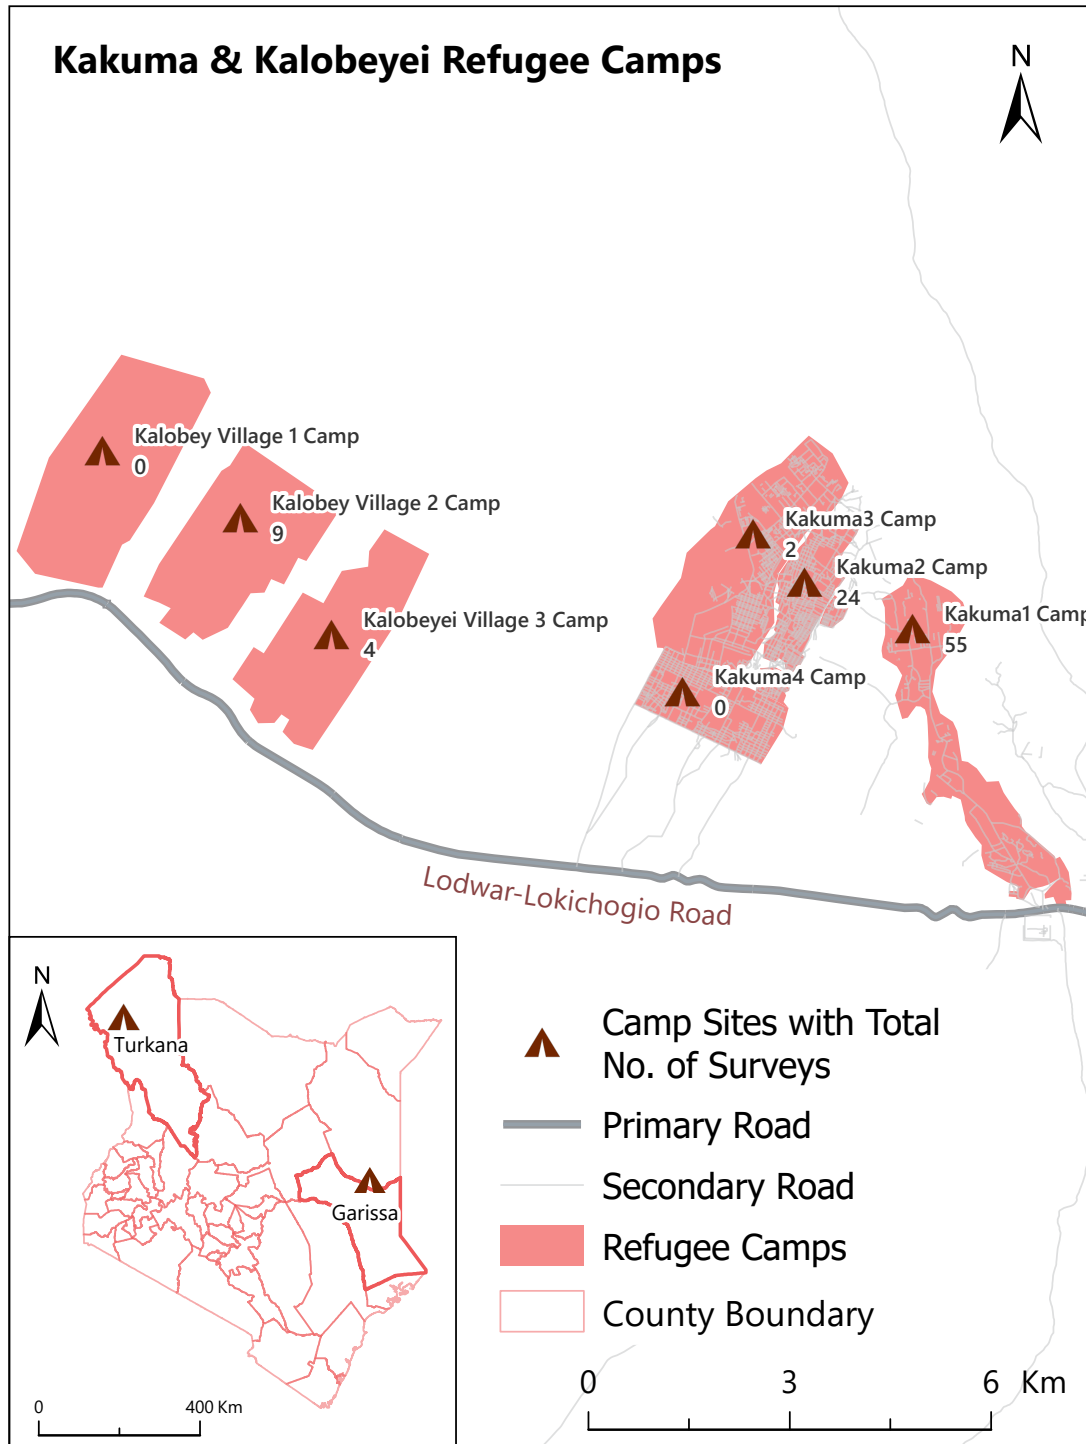 Kakuma & Kalobeyei Refugee Camps
N
Kalobey Village 1 Camp
0
Kalobey Village 2 Camp
9
Kalobeyei Village 3 Camp
4
Kakuma3 Camp
2
Kakuma2 Camp
24
Kakuma1 Camp
55
Kakuma4 Camp
0
Lodwar-Lokichogio Road
N
Turkana
Garissa
0 400 Km
Camp Sites with Total
No. of Surveys
Primary Road
Secondary Road
Refugee Camps
County Boundary
0 3 6 Km